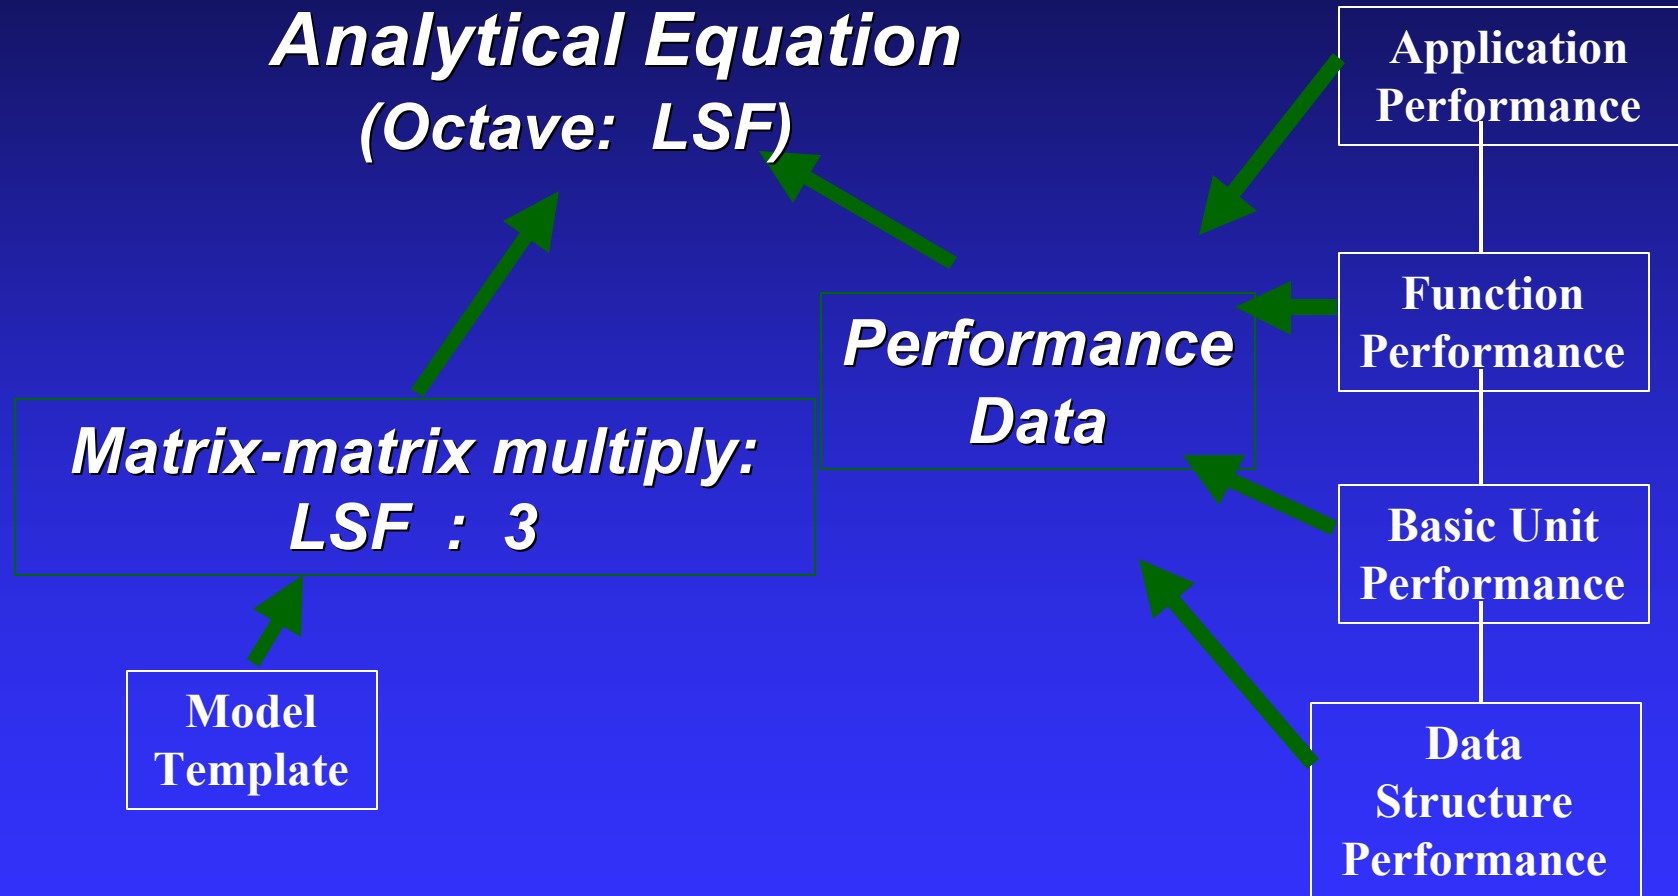 Analytical Equation
(Octave: LSF)
Application
Performance
Function
Performance
Performance
Data
Matrix-matrix multiply:
LSF : 3
Basic Unit
Performance
Model
Template
Data
Structure
Performance